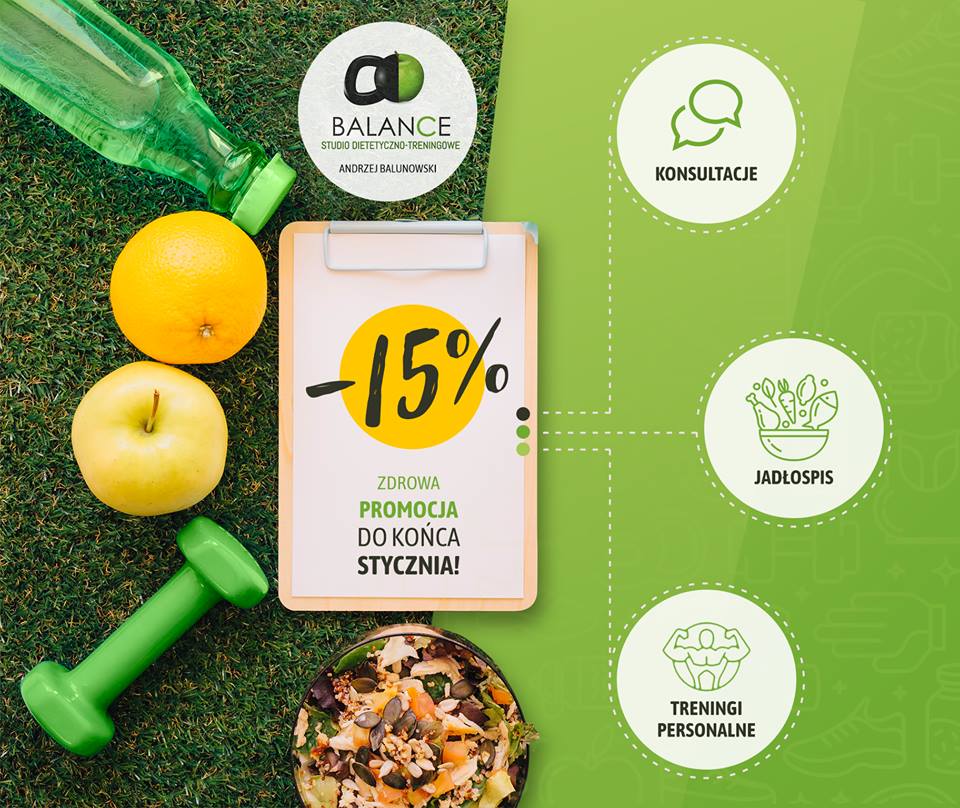 BALANCE
STUDIO DIETETYCZNO-TRENINGOWE
ANDRZEJ BALUNOWSKI
-15%
ZDROWA
PROMOCJA
DO KOŃCA
STYCZNIA!
KONSULTACJE
JADŁOSPIS
TRENINGI
PERSONALNE